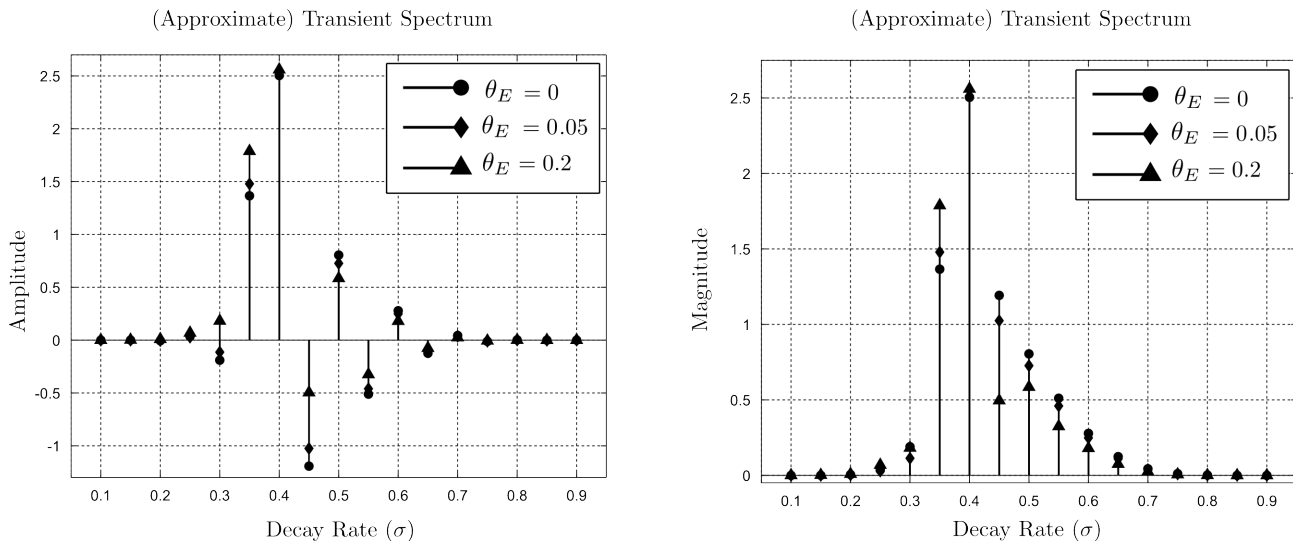 (Approximate) Transient Spectrum
2.5
2
1.5
1
0.5
0
-0.5
-1
Amplitude
θ_E = 0
θ_E = 0.05
θ_E = 0.2
0.1 0.2 0.3 0.4 0.5 0.6 0.7 0.8 0.9
Decay Rate (σ)
(Approximate) Transient Spectrum
2.5
2
1.5
1
0.5
0
Magnitude
θ_E = 0
θ_E = 0.05
θ_E = 0.2
0.1 0.2 0.3 0.4 0.5 0.6 0.7 0.8 0.9
Decay Rate (σ)